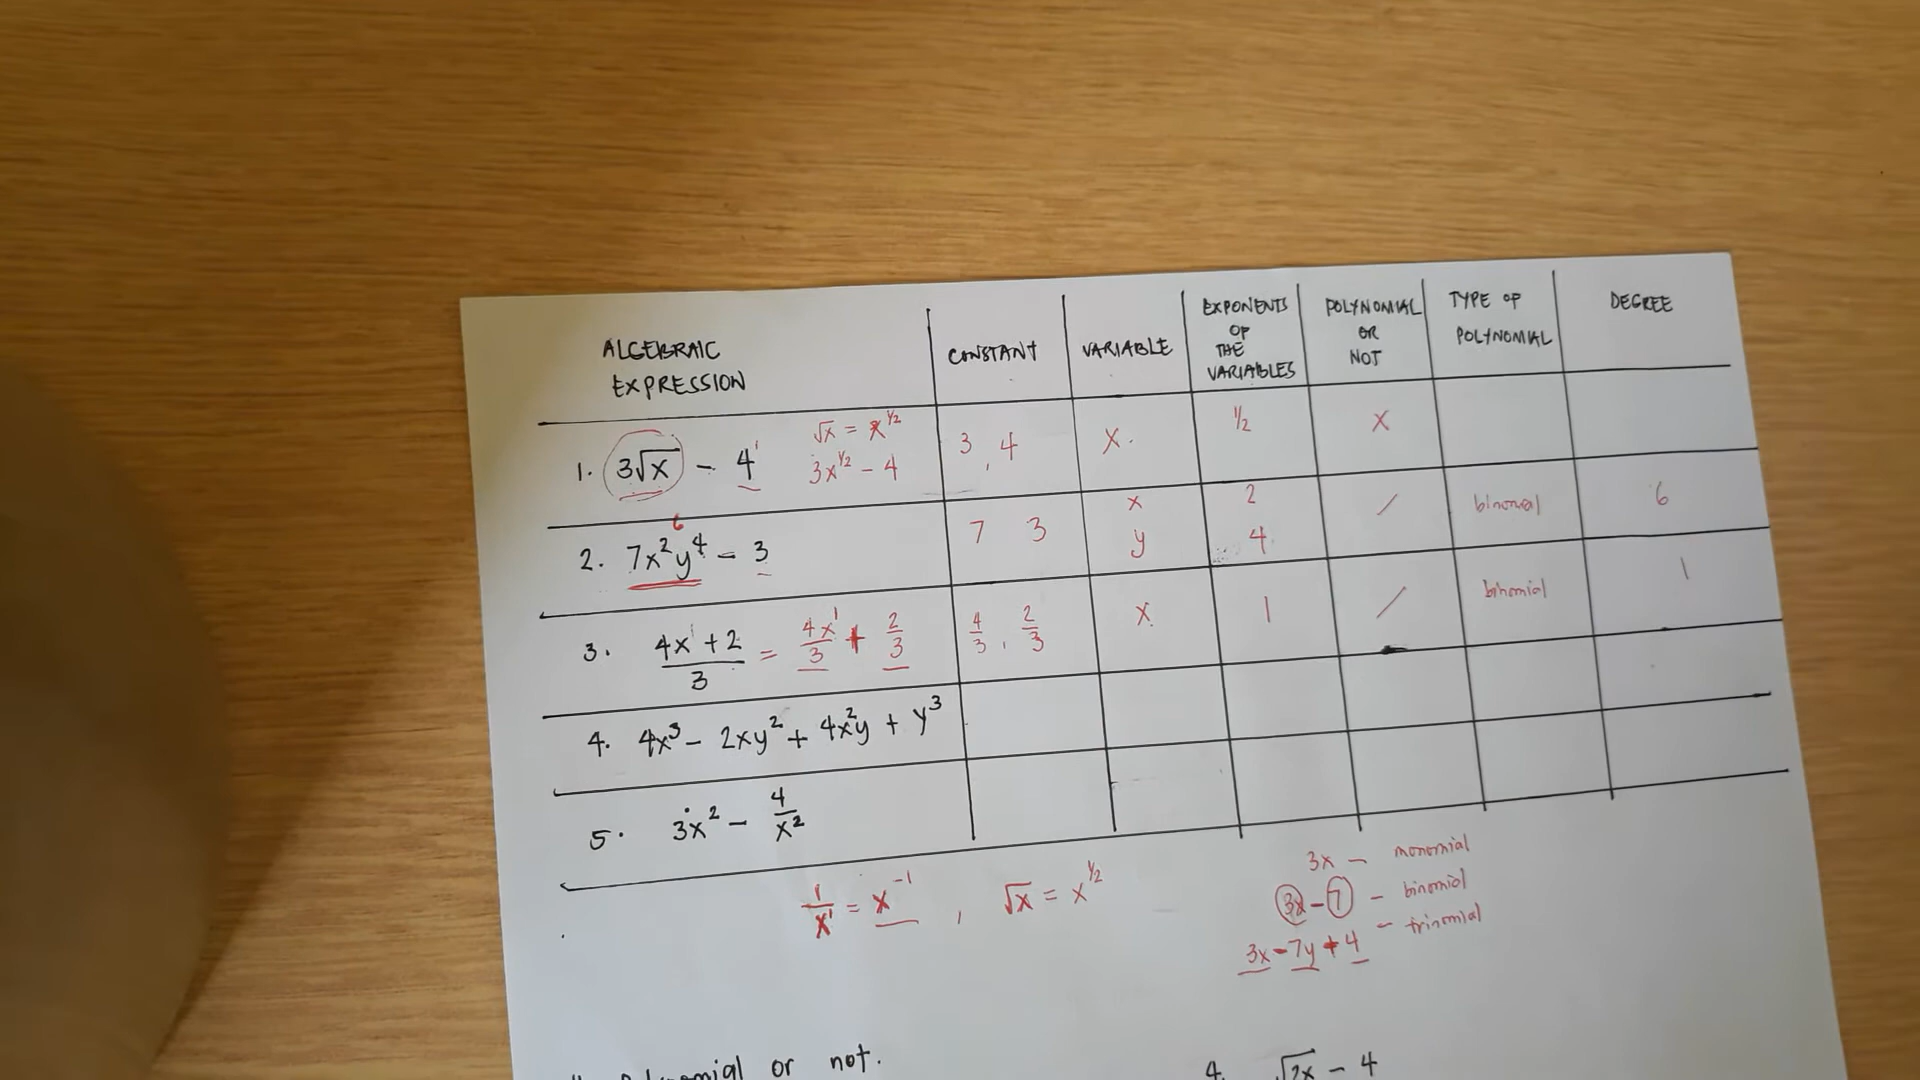 ALGEBRAIC EXPRESSION | CONSTANT | VARIABLE | EXPONENTS OF THE VARIABLES | POLYNOMIAL OR NOT | TYPE OF POLYNOMIAL | DEGREE
1. 3√x - 4¹ √x = x^1/2 3x^1/2 - 4 | 3, 4 | x. | 1/2 | x
2. 7x²y⁴ - 3 6 | 7 3 | x y | 2 4 | / | binomial | 6
3. (4x¹ + 2)/3 = 4x¹/3 + 2/3 | 4/3, 2/3 | x | 1 | / | binomial | 1
4. 4x³ - 2xy² + 4x²y + y³
5. 3x² - 4/x²
1/x¹ = x⁻¹ , √x = x^1/2
3x - monomial
3x - 7 - binomial
3x - 7y + 4 - trinomial
or not.
4. √2x - 4